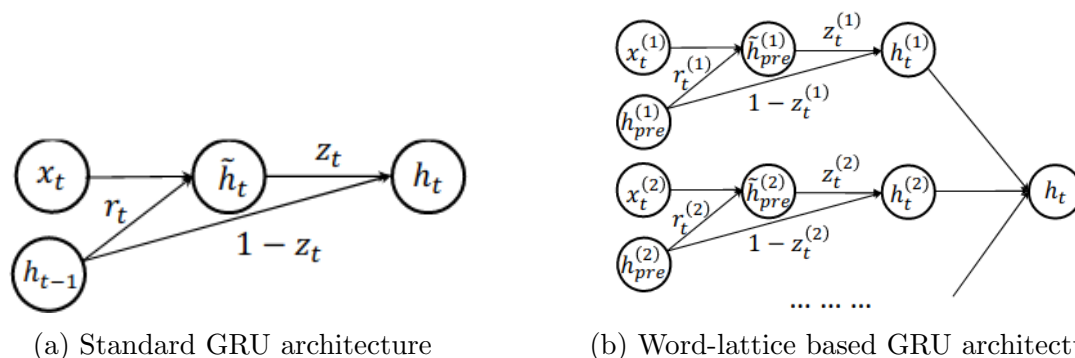 x_t
r_t
h̃_t
z_t
h_t
h_{t-1}
1 − z_t
(a) Standard GRU architecture
x_t^{(1)}
r_t^{(1)}
h̃_{pre}^{(1)}
z_t^{(1)}
h_t^{(1)}
h_{pre}^{(1)}
1 − z_t^{(1)}
x_t^{(2)}
r_t^{(2)}
h̃_{pre}^{(2)}
z_t^{(2)}
h_t^{(2)}
h_{pre}^{(2)}
1 − z_t^{(2)}
h_t
... ... ...
(b) Word-lattice based GRU architect